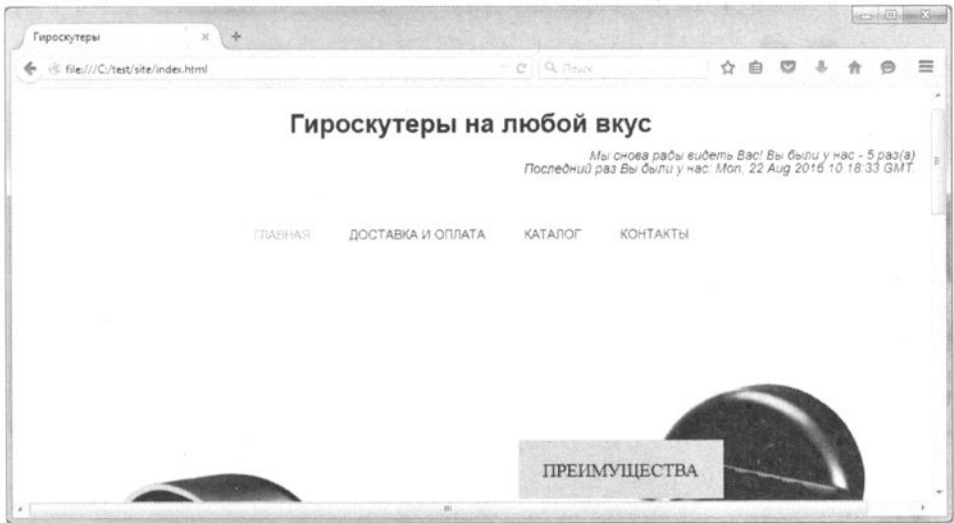 Гироскутеры
file:///C:/test/site/index.html
Поиск
Гироскутеры на любой вкус
Мы снова рады видеть Вас! Вы были у нас - 5 раз(а)
Последний раз Вы были у нас: Mon, 22 Aug 2016 10:18:33 GMT.
ГЛАВНАЯ
ДОСТАВКА И ОПЛАТА
КАТАЛОГ
КОНТАКТЫ
ПРЕИМУЩЕСТВА